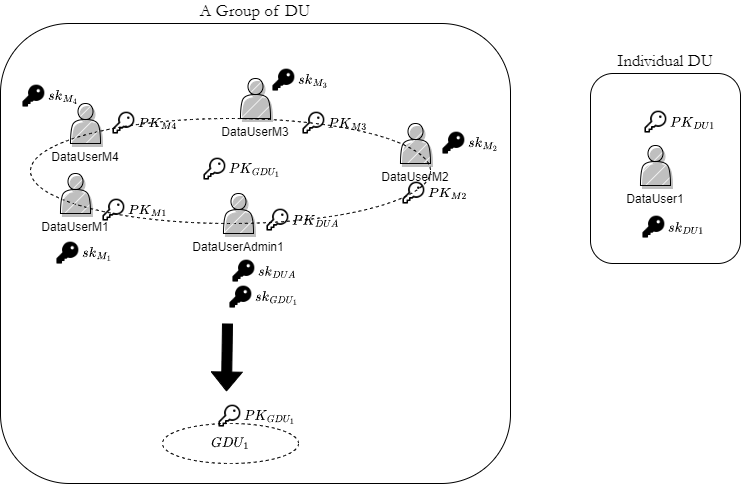 A Group of DU
Individual DU
sk_{M_3}
sk_{M_4}
PK_{M4}
PK_{M3}
DataUserM3
PK_{DU1}
sk_{M_2}
DataUserM4
PK_{GDU_1}
DataUserM2
PK_{M2}
DataUser1
PK_{M1}
PK_{DUA}
DataUserM1
sk_{DU1}
DataUserAdmin1
sk_{M_1}
sk_{DUA}
sk_{GDU_1}
PK_{GDU_1}
GDU_1